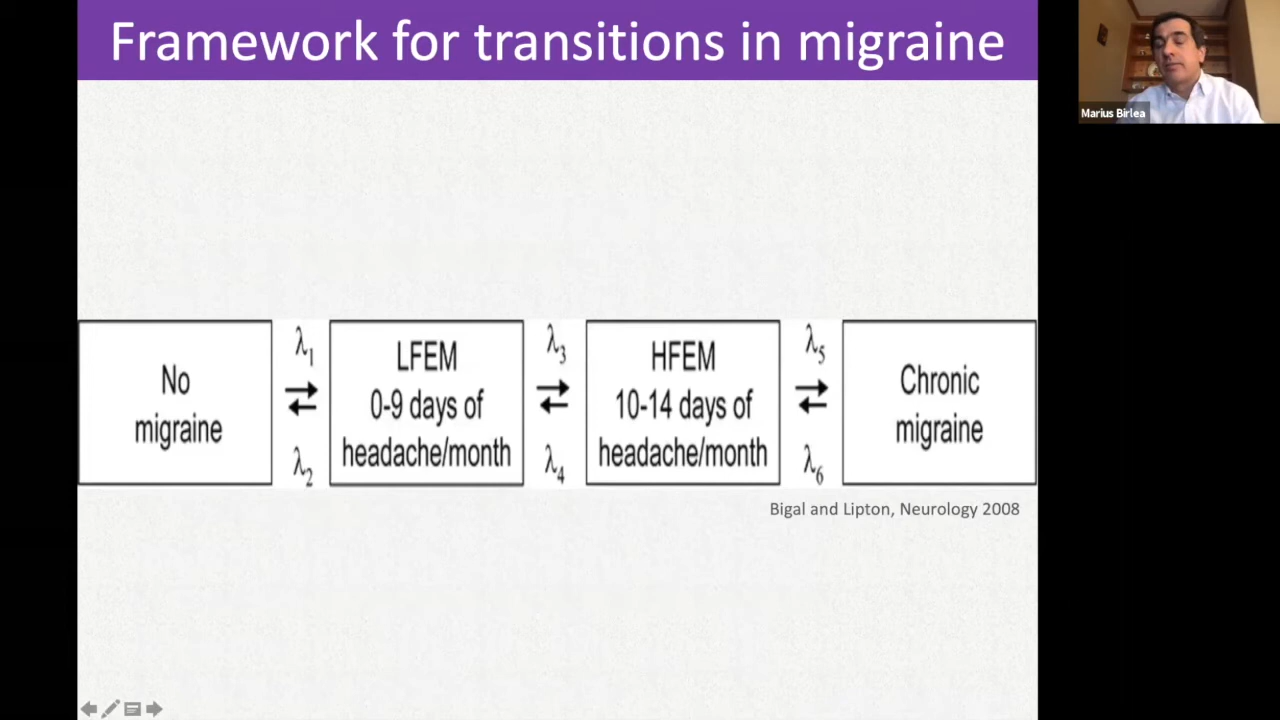 Framework for transitions in migraine
Marius Birlea
No
migraine
λ1
λ2
LFEM
0-9 days of
headache/month
λ3
λ4
HFEM
10-14 days of
headache/month
λ5
λ6
Chronic
migraine
Bigal and Lipton, Neurology 2008